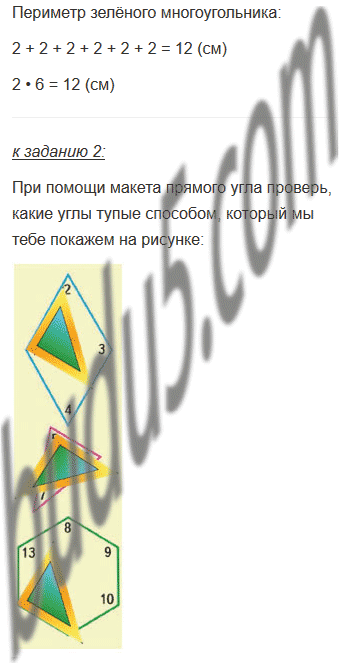 Периметр зелёного многоугольника:
2 + 2 + 2 + 2 + 2 + 2 = 12 (см)
2 • 6 = 12 (см)
к заданию 2:
При помощи макета прямого угла проверь,
какие углы тупые способом, который мы
тебе покажем на рисунке:
2
3
4
8
13
9
10